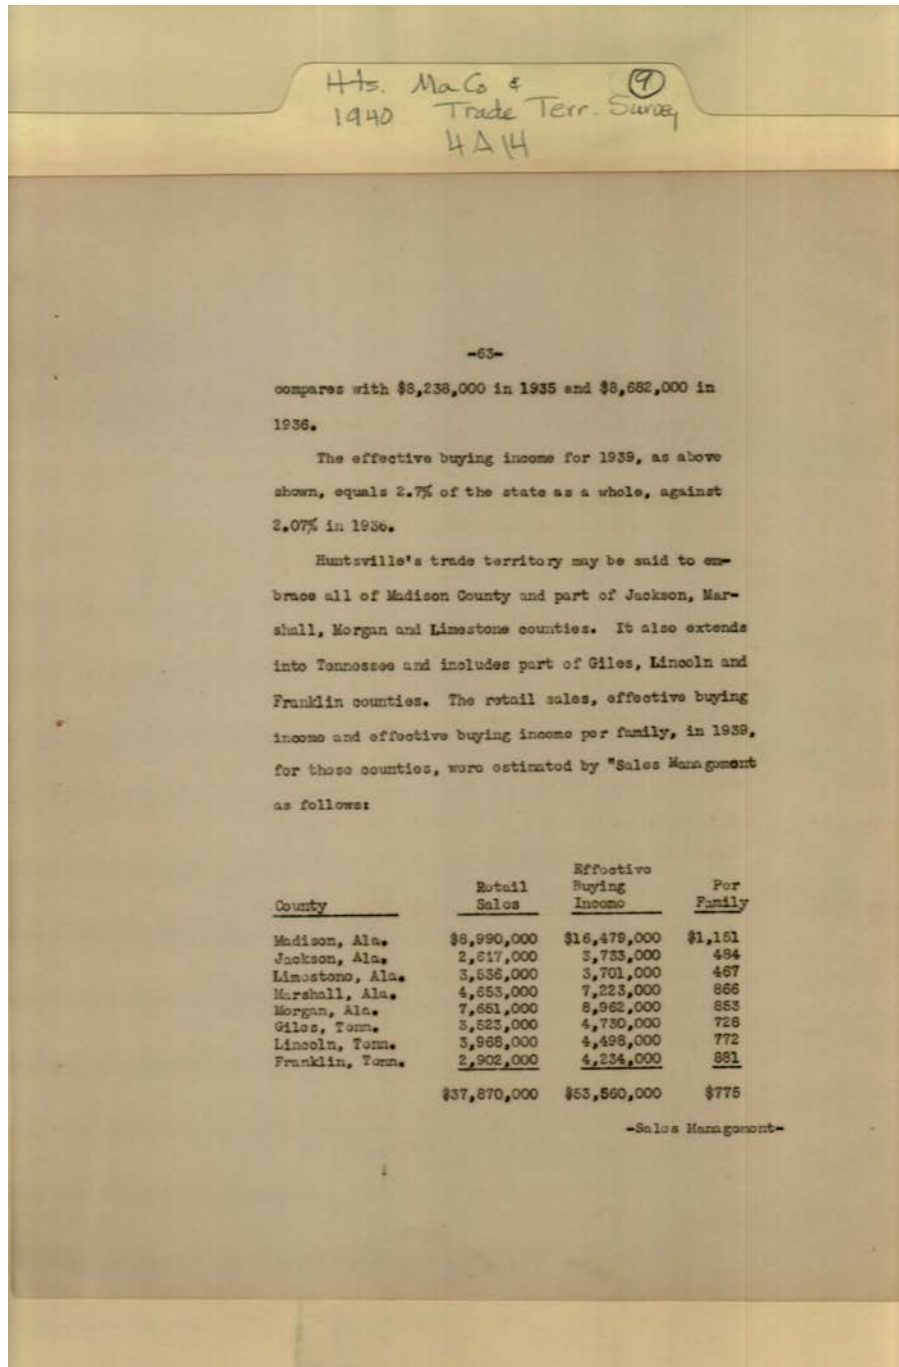 Hts. Ma Co & 9
1940 Trade Terr. Survey
4A14
-63-
compares with $8,238,000 in 1935 and $8,682,000 in
1936.
The effective buying income for 1939, as above
shown, equals 2.7% of the state as a whole, against
2.07% in 1936.
Huntsville's trade territory may be said to em-
brace all of Madison County and part of Jackson, Mar-
shall, Morgan and Limestone counties. It also extends
into Tennessee and includes part of Giles, Lincoln and
Franklin counties. The retail sales, effective buying
income and effective buying income per family, in 1939,
for these counties, were estimated by "Sales Management
as follows:
Effective
Retail Buying Per
County Sales Income Family
Madison, Ala. $8,990,000 $16,479,000 $1,151
Jackson, Ala. 2,617,000 3,733,000 484
Limestone, Ala. 3,566,000 3,701,000 467
Marshall, Ala. 4,653,000 7,223,000 866
Morgan, Ala. 7,651,000 8,962,000 853
Giles, Tenn. 3,523,000 4,730,000 728
Lincoln, Tenn. 3,968,000 4,498,000 772
Franklin, Tenn. 2,902,000 4,234,000 881
$37,870,000 $53,560,000 $775
-Sales Management-